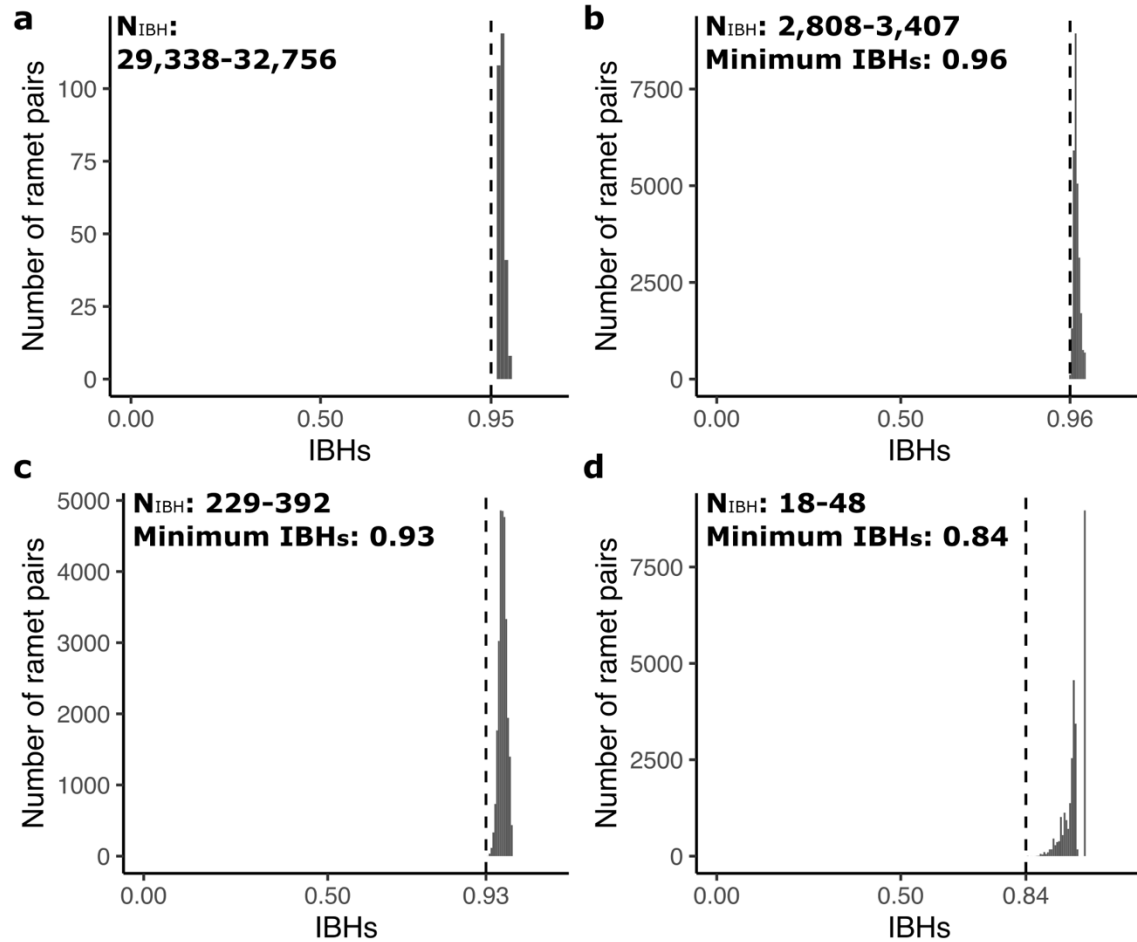 a
NIBH:
29,338-32,756
Number of ramet pairs
100
75
50
25
0
0.00 0.50 0.95
IBHs
b
NIBH: 2,808-3,407
Minimum IBHs: 0.96
Number of ramet pairs
7500
5000
2500
0
0.00 0.50 0.96
IBHs
c
NIBH: 229-392
Minimum IBHs: 0.93
Number of ramet pairs
5000
4000
3000
2000
1000
0
0.00 0.50 0.93
IBHs
d
NIBH: 18-48
Minimum IBHs: 0.84
Number of ramet pairs
7500
5000
2500
0
0.00 0.50 0.84
IBHs